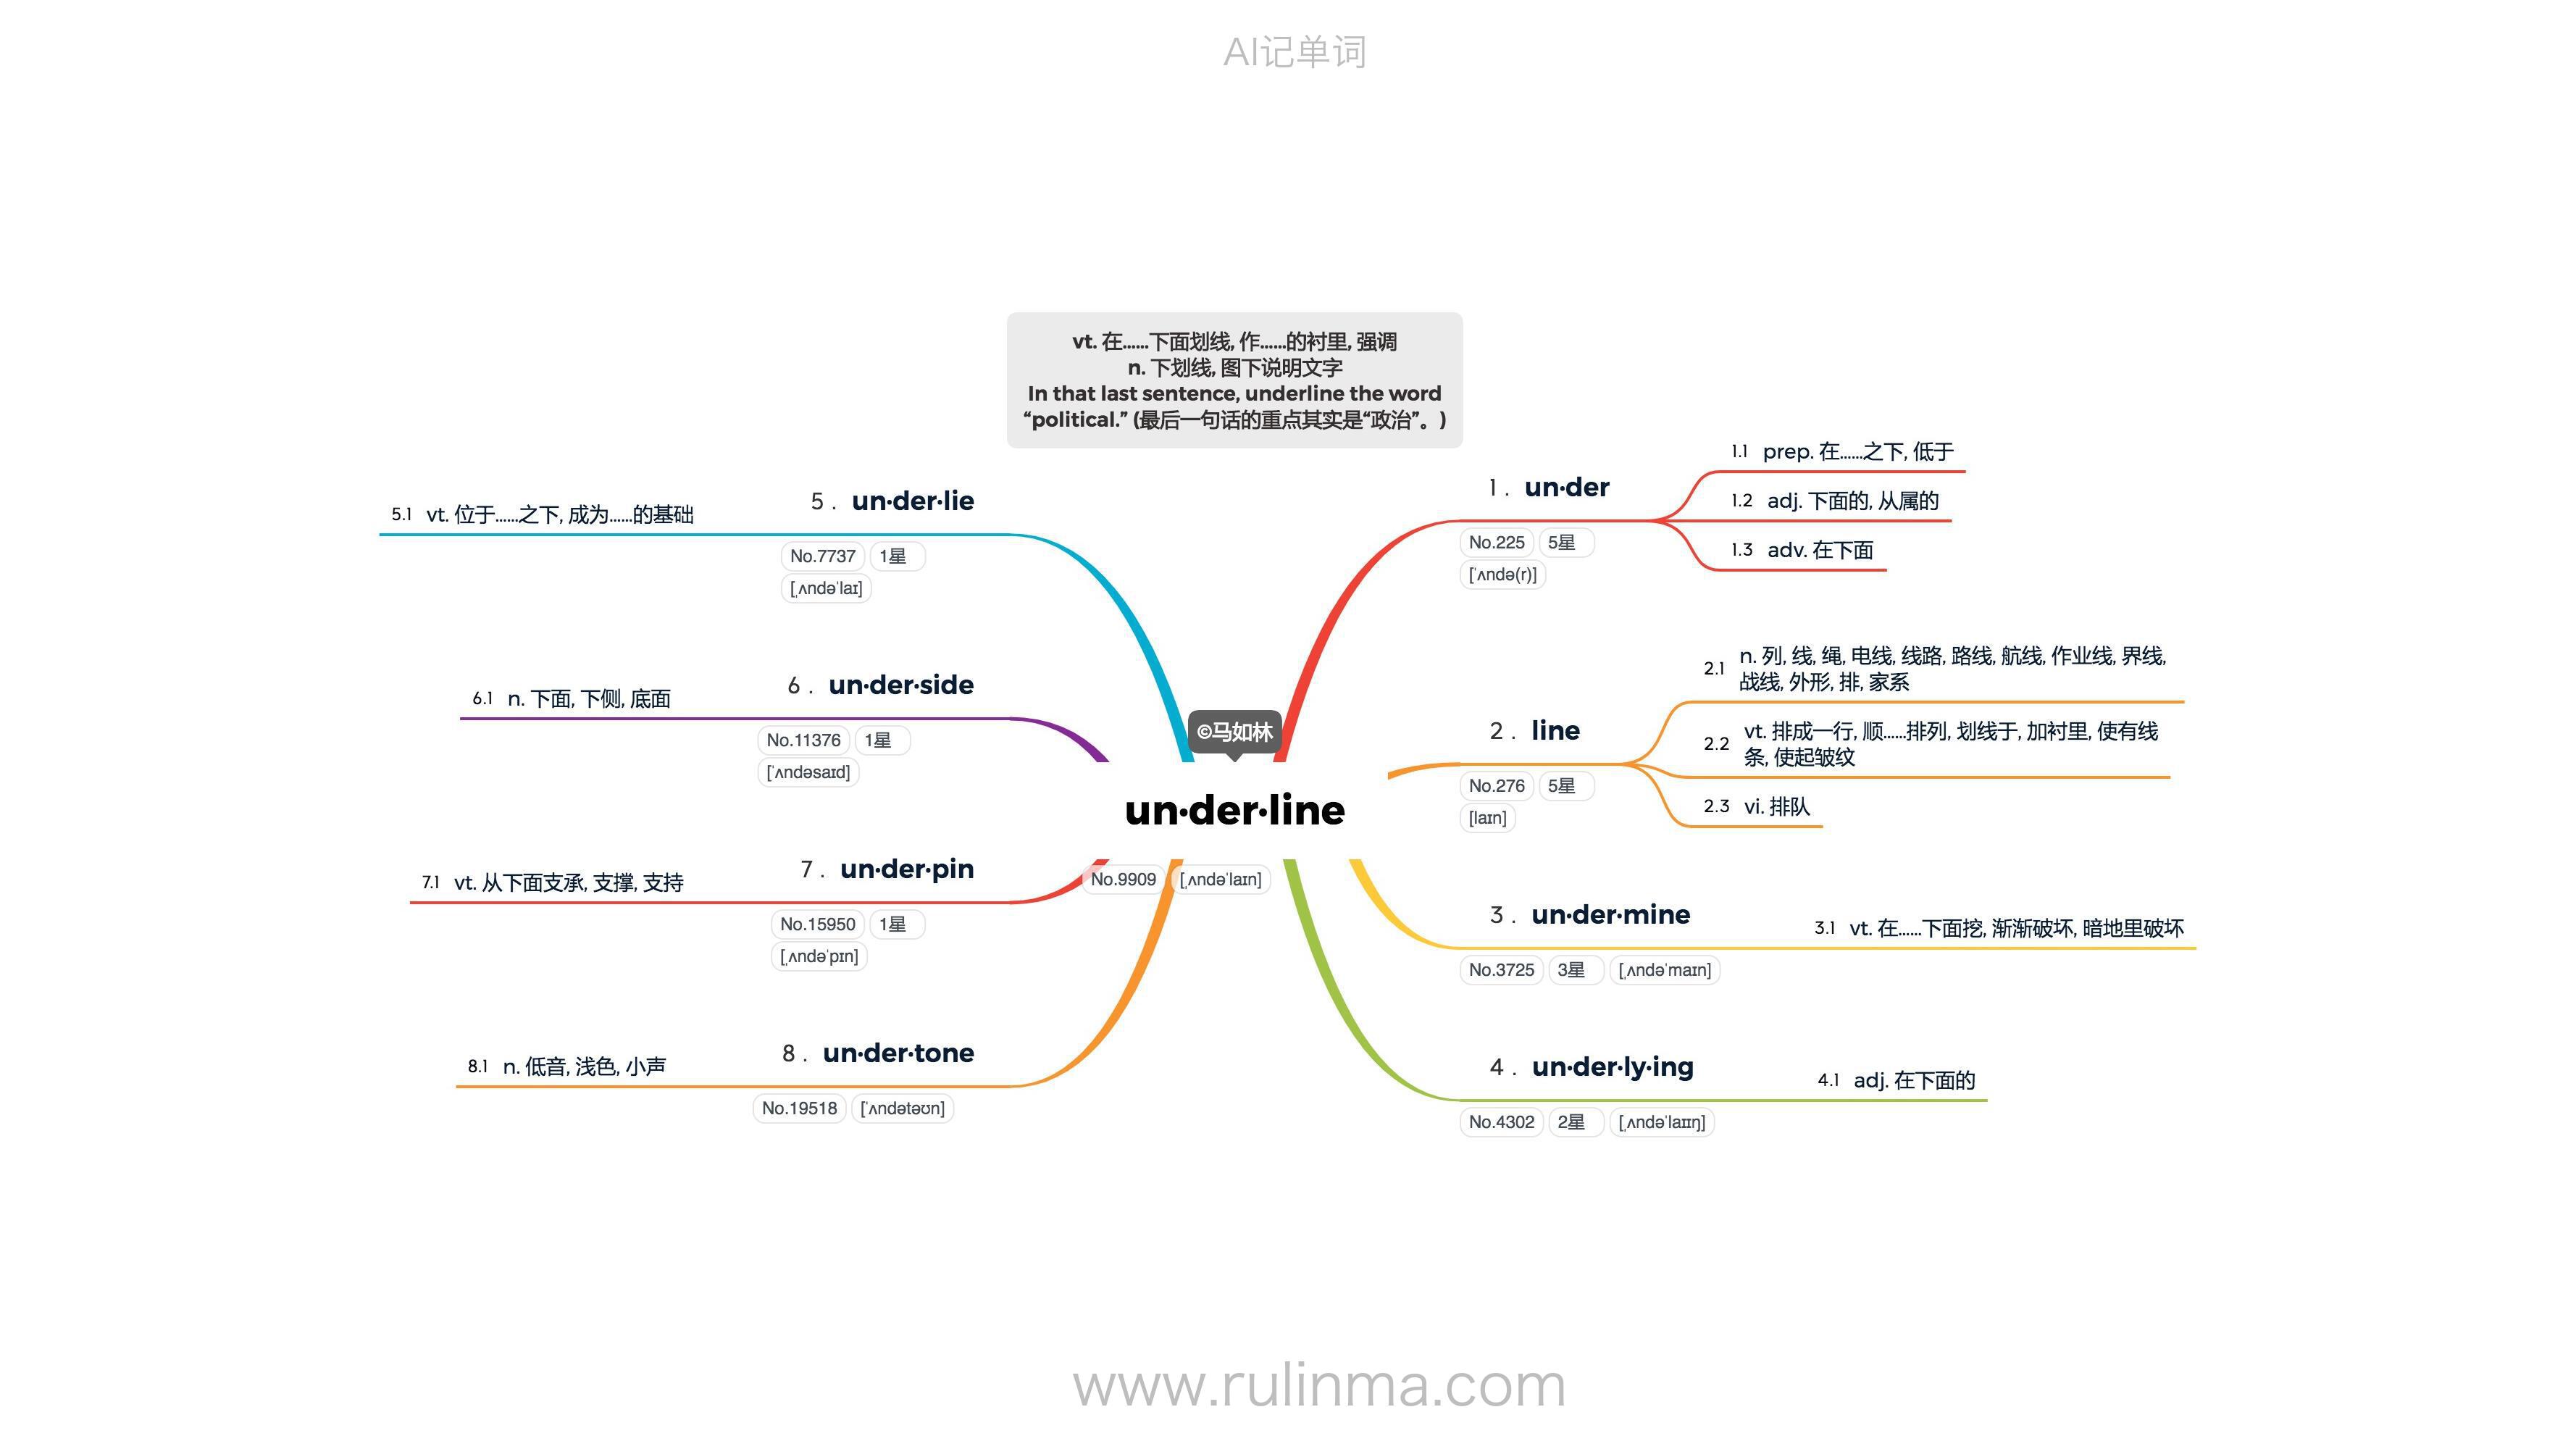 AI记单词
vt. 在……下面划线, 作……的衬里, 强调
n. 下划线, 图下说明文字
In that last sentence, underline the word
“political.” (最后一句话的重点其实是“政治”。)
©马如林
un·der·line
No.9909 [ˌʌndəˈlaɪn]
1 . un·der
No.225 5星
[ˈʌndə(r)]
1.1 prep. 在……之下, 低于
1.2 adj. 下面的, 从属的
1.3 adv. 在下面
2 . line
No.276 5星
[laɪn]
2.1 n. 列, 线, 绳, 电线, 线路, 路线, 航线, 作业线, 界线,
战线, 外形, 排, 家系
2.2 vt. 排成一行, 顺……排列, 划线于, 加衬里, 使有线
条, 使起皱纹
2.3 vi. 排队
3 . un·der·mine
No.3725 3星 [ˌʌndəˈmaɪn]
3.1 vt. 在……下面挖, 渐渐破坏, 暗地里破坏
4 . un·der·ly·ing
No.4302 2星 [ˌʌndəˈlaɪɪŋ]
4.1 adj. 在下面的
5 . un·der·lie
No.7737 1星
[ˌʌndəˈlaɪ]
5.1 vt. 位于……之下, 成为……的基础
6 . un·der·side
No.11376 1星
[ˈʌndəsaɪd]
6.1 n. 下面, 下侧, 底面
7 . un·der·pin
No.15950 1星
[ˌʌndəˈpɪn]
7.1 vt. 从下面支承, 支撑, 支持
8 . un·der·tone
No.19518 [ˈʌndətəʊn]
8.1 n. 低音, 浅色, 小声
www.rulinma.com